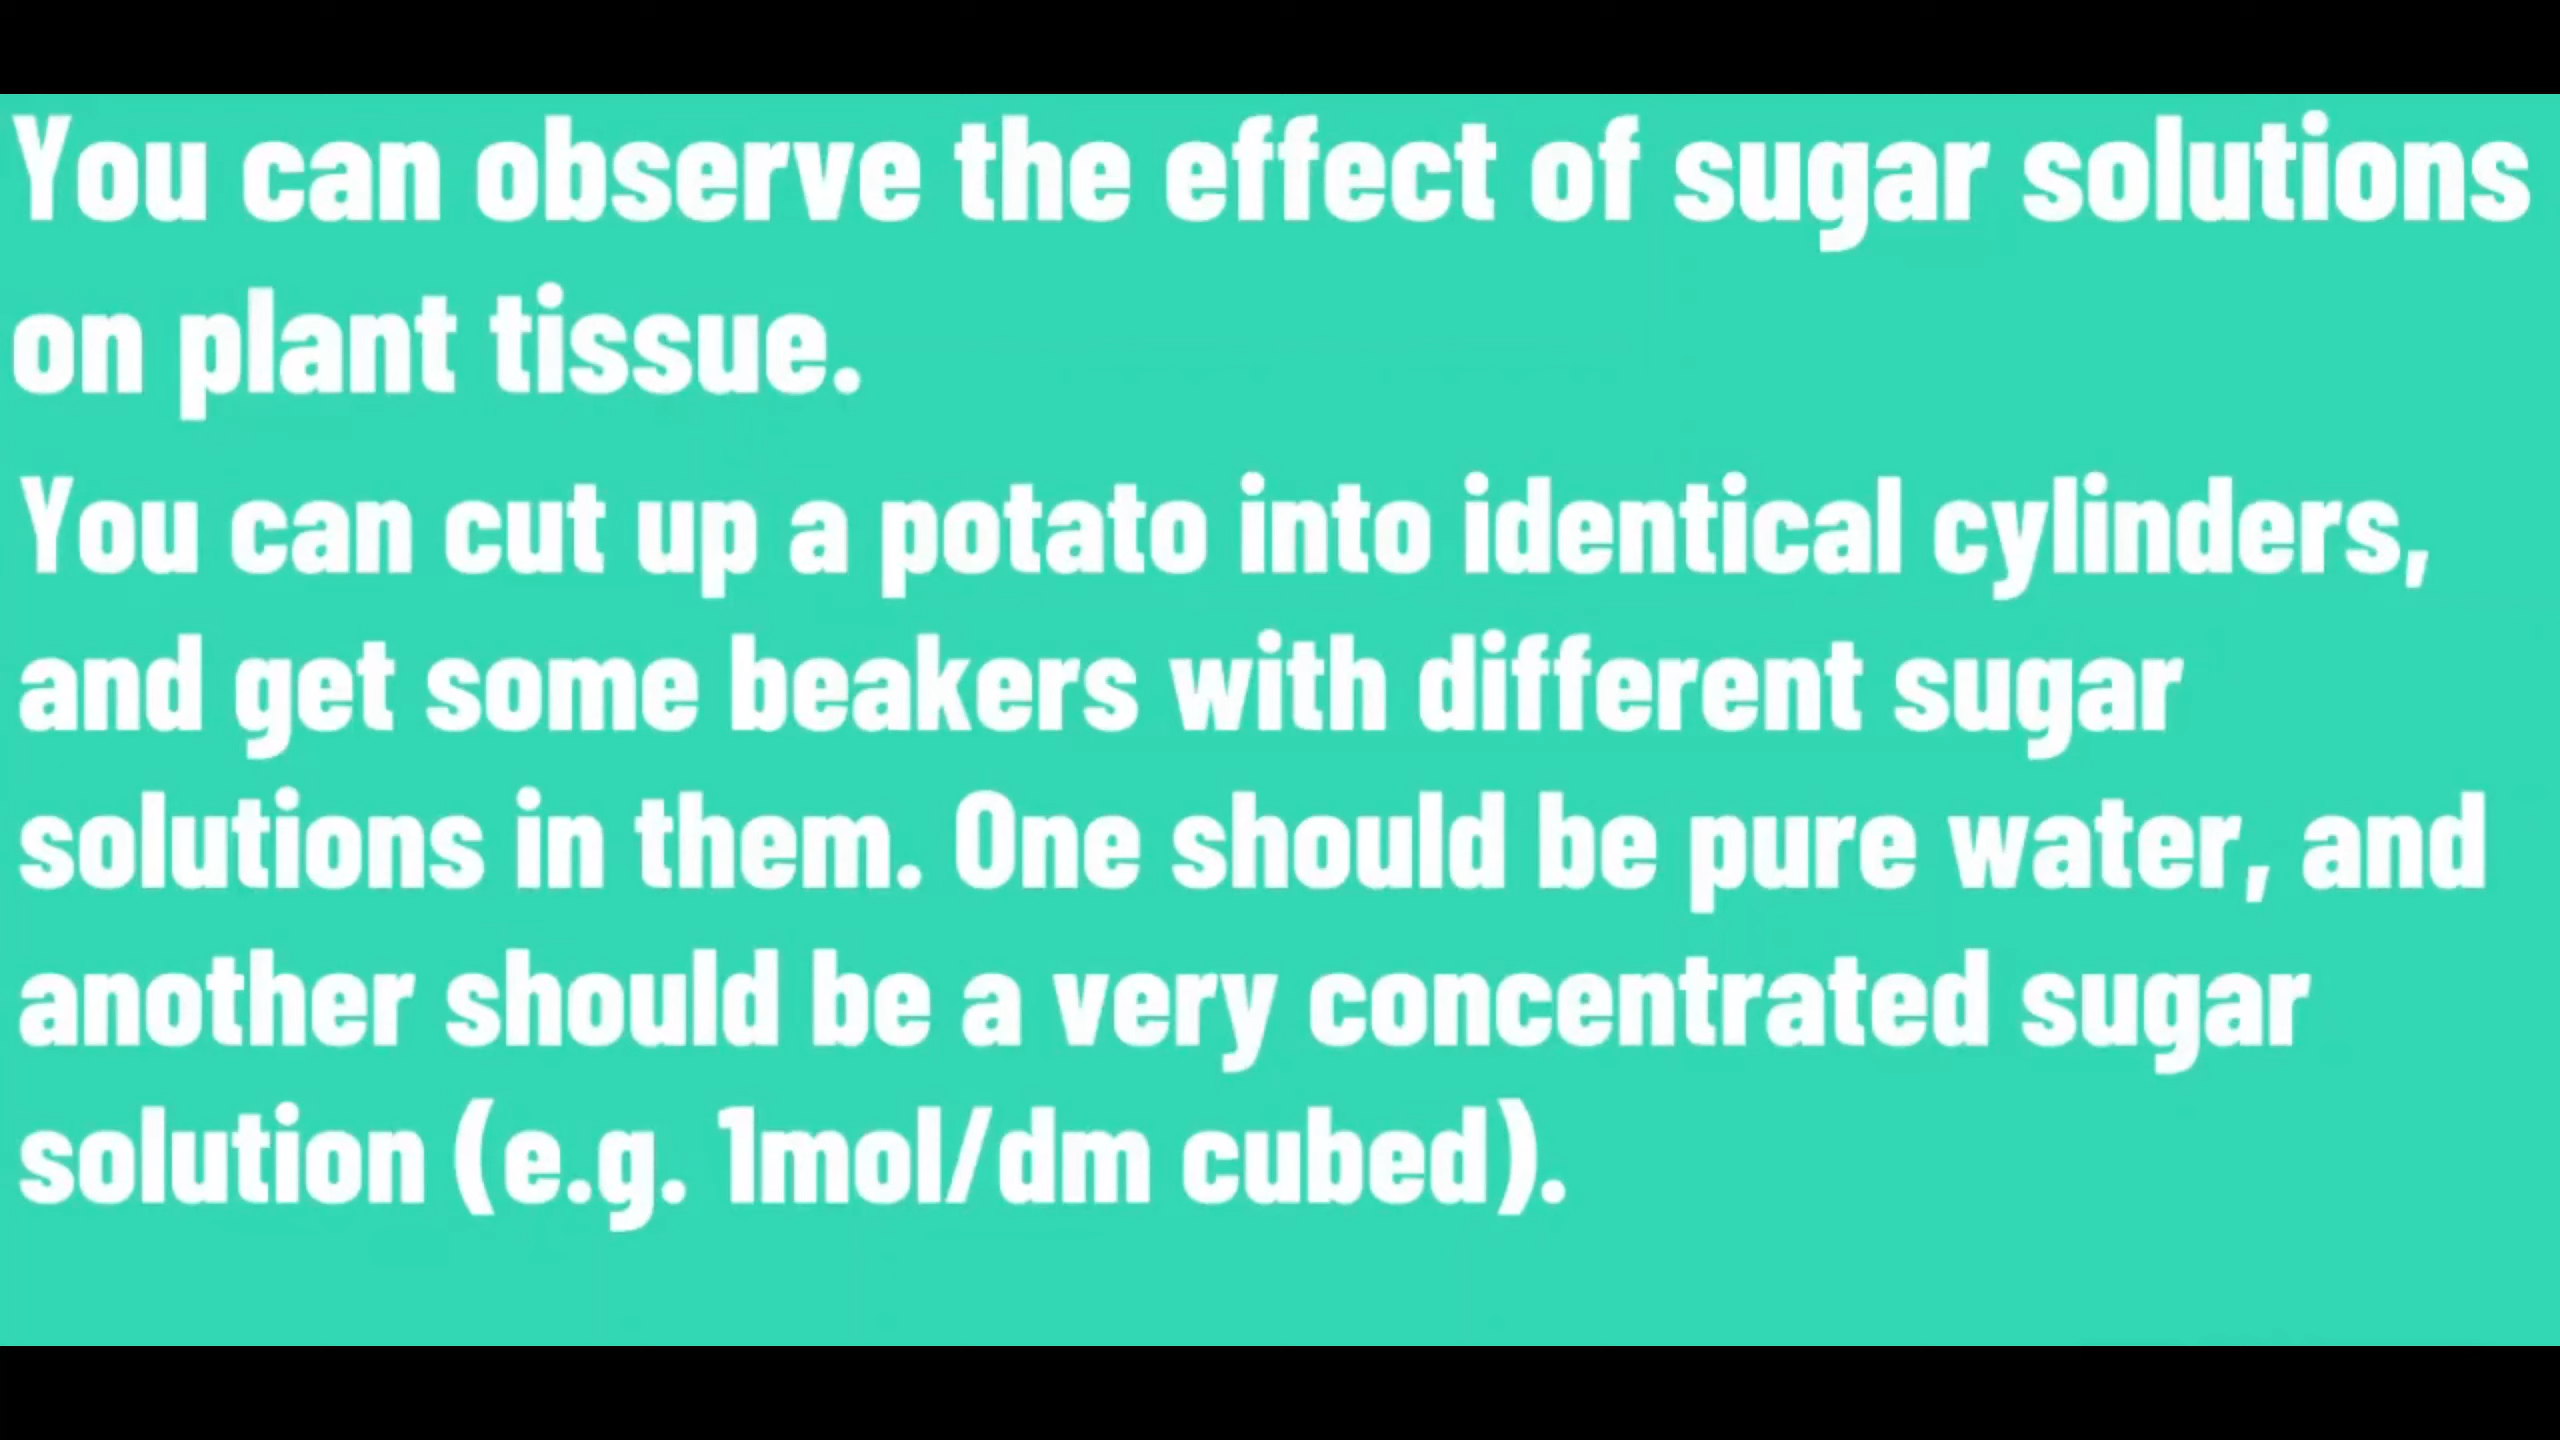 You can observe the effect of sugar solutions
on plant tissue.
You can cut up a potato into identical cylinders,
and get some beakers with different sugar
solutions in them. One should be pure water, and
another should be a very concentrated sugar
solution (e.g. 1mol/dm cubed).